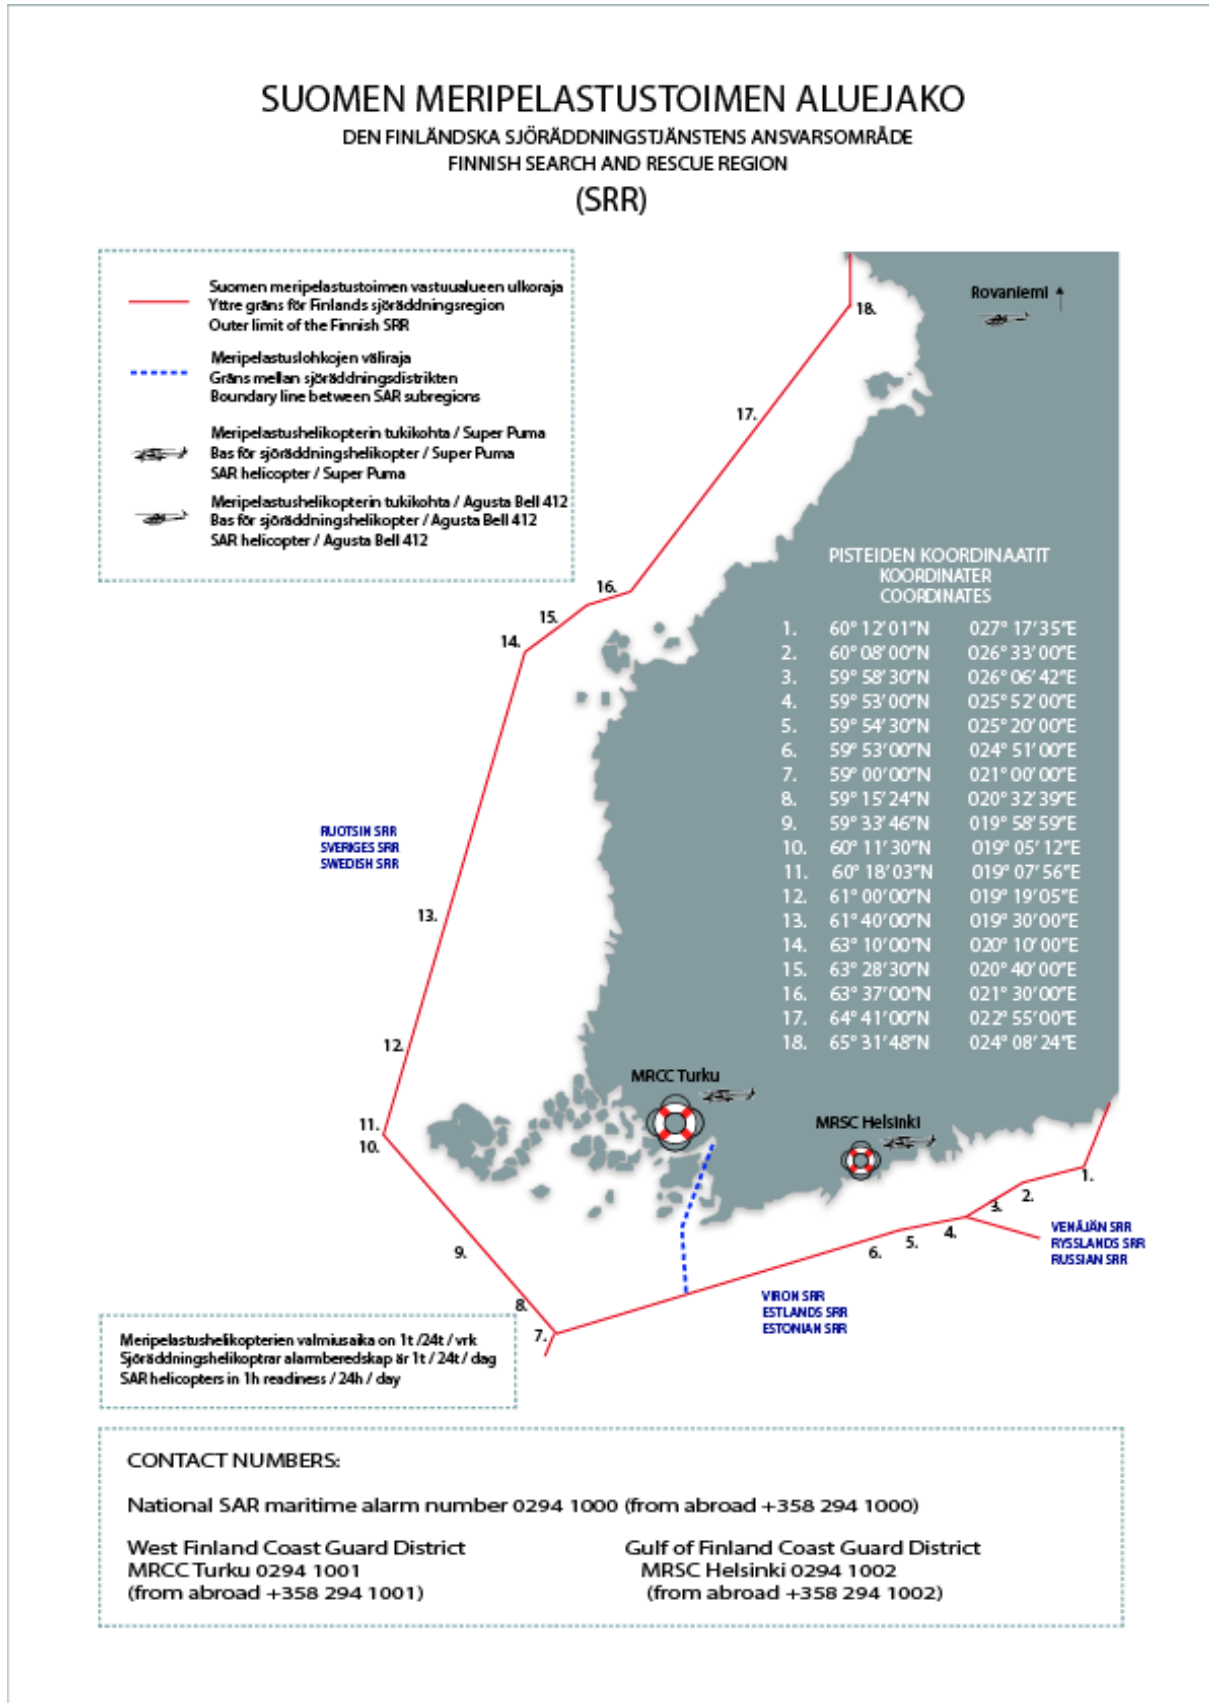 SUOMEN MERIPELASTUSTOIMEN ALUEJAKO
DEN FINLÄNDSKA SJÖRÄDDNINGSTJÄNSTENS ANSVARSOMRÅDE
FINNISH SEARCH AND RESCUE REGION
(SRR)
Suomen meripelastustoimen vastuualueen ulkoraja
Yttre gräns för Finlands sjöräddningsregion
Outer limit of the Finnish SRR
Meripelastuslohkojen väliraja
Gräns mellan sjöräddningsdistrikten
Boundary line between SAR subregions
Meripelastushelikopterin tukikohta / Super Puma
Bas för sjöräddningshelikopter / Super Puma
SAR helicopter / Super Puma
Meripelastushelikopterin tukikohta / Agusta Bell 412
Bas för sjöräddningshelikopter / Agusta Bell 412
SAR helicopter / Agusta Bell 412
Rovaniemi
18.
17.
16.
15.
14.
PISTEIDEN KOORDINAATIT
KOORDINATER
COORDINATES
1. 60° 12' 01"N 027° 17' 35"E
2. 60° 08' 00"N 026° 33' 00"E
3. 59° 58' 30"N 026° 06' 42"E
4. 59° 53' 00"N 025° 52' 00"E
5. 59° 54' 30"N 025° 20' 00"E
6. 59° 53' 00"N 024° 51' 00"E
7. 59° 00' 00"N 021° 00' 00"E
8. 59° 15' 24"N 020° 32' 39"E
9. 59° 33' 46"N 019° 58' 59"E
10. 60° 11' 30"N 019° 05' 12"E
11. 60° 18' 03"N 019° 07' 56"E
12. 61° 00' 00"N 019° 19' 05"E
13. 61° 40' 00"N 019° 30' 00"E
14. 63° 10' 00"N 020° 10' 00"E
15. 63° 28' 30"N 020° 40' 00"E
16. 63° 37' 00"N 021° 30' 00"E
17. 64° 41' 00"N 022° 55' 00"E
18. 65° 31' 48"N 024° 08' 24"E
RUOTSIN SRR
SVERIGES SRR
SWEDISH SRR
13.
12.
11.
10.
MRCC Turku
MRSC Helsinki
1.
2.
3.
4.
5.
6.
9.
8.
7.
VENÄJÄN SRR
RYSSLANDS SRR
RUSSIAN SRR
VIRON SRR
ESTLANDS SRR
ESTONIAN SRR
Meripelastushelikopterien valmiusaika on 1t /24t / vrk
Sjöräddningshelikoptrar alarmberedskap är 1t / 24t / dag
SAR helicopters in 1h readiness / 24h / day
CONTACT NUMBERS:
National SAR maritime alarm number 0294 1000 (from abroad +358 294 1000)
West Finland Coast Guard District
MRCC Turku 0294 1001
(from abroad +358 294 1001)
Gulf of Finland Coast Guard District
MRSC Helsinki 0294 1002
(from abroad +358 294 1002)